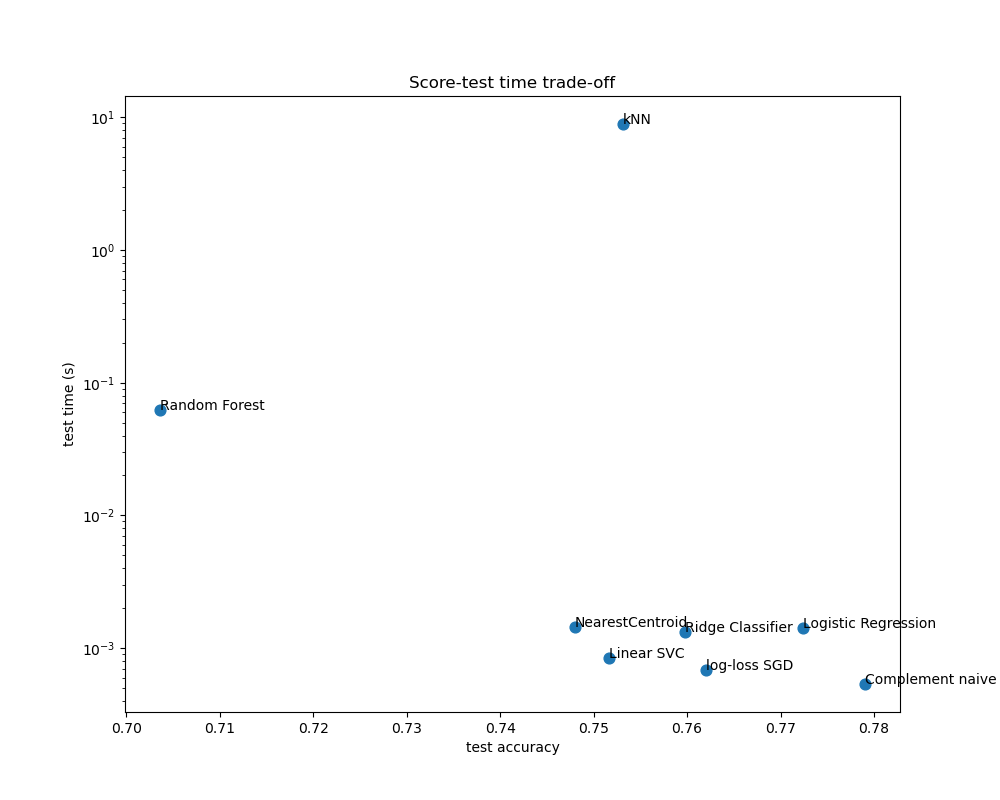 Score-test time trade-off
kNN
Random Forest
NearestCentroid
Ridge Classifier
Logistic Regression
Linear SVC
log-loss SGD
Complement naive
10¹
10⁰
10⁻¹
10⁻²
10⁻³
test time (s)
0.70 0.71 0.72 0.73 0.74 0.75 0.76 0.77 0.78
test accuracy